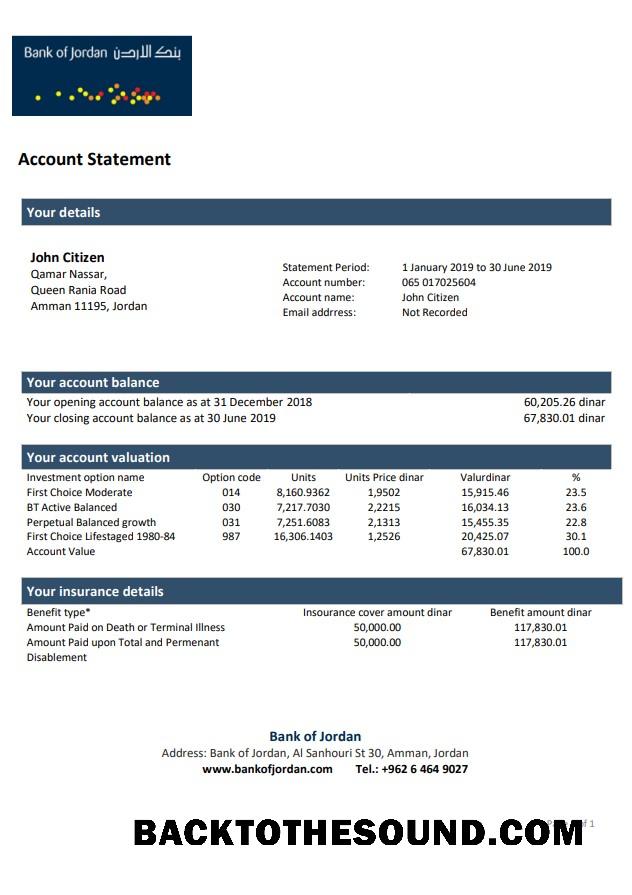 Bank of Jordan بنك الاردن
Account Statement
Your details
John Citizen
Qamar Nassar,
Queen Rania Road
Amman 11195, Jordan
Statement Period: 1 January 2019 to 30 June 2019
Account number: 065 017025604
Account name: John Citizen
Email addrress: Not Recorded
Your account balance
Your opening account balance as at 31 December 2018 60,205.26 dinar
Your closing account balance as at 30 June 2019 67,830.01 dinar
Your account valuation
Investment option name Option code Units Units Price dinar Valurdinar %
First Choice Moderate 014 8,160.9362 1,9502 15,915.46 23.5
BT Active Balanced 030 7,217.7030 2,2215 16,034.13 23.6
Perpetual Balanced growth 031 7,251.6083 2,1313 15,455.35 22.8
First Choice Lifestaged 1980-84 987 16,306.1403 1,2526 20,425.07 30.1
Account Value 67,830.01 100.0
Your insurance details
Benefit type* Insourance cover amount dinar Benefit amount dinar
Amount Paid on Death or Terminal Illness 50,000.00 117,830.01
Amount Paid upon Total and Permenant 50,000.00 117,830.01
Disablement
Bank of Jordan
Address: Bank of Jordan, Al Sanhouri St 30, Amman, Jordan
www.bankofjordan.com Tel.: +962 6 464 9027
of 1
BACKTOTHESOUND.COM